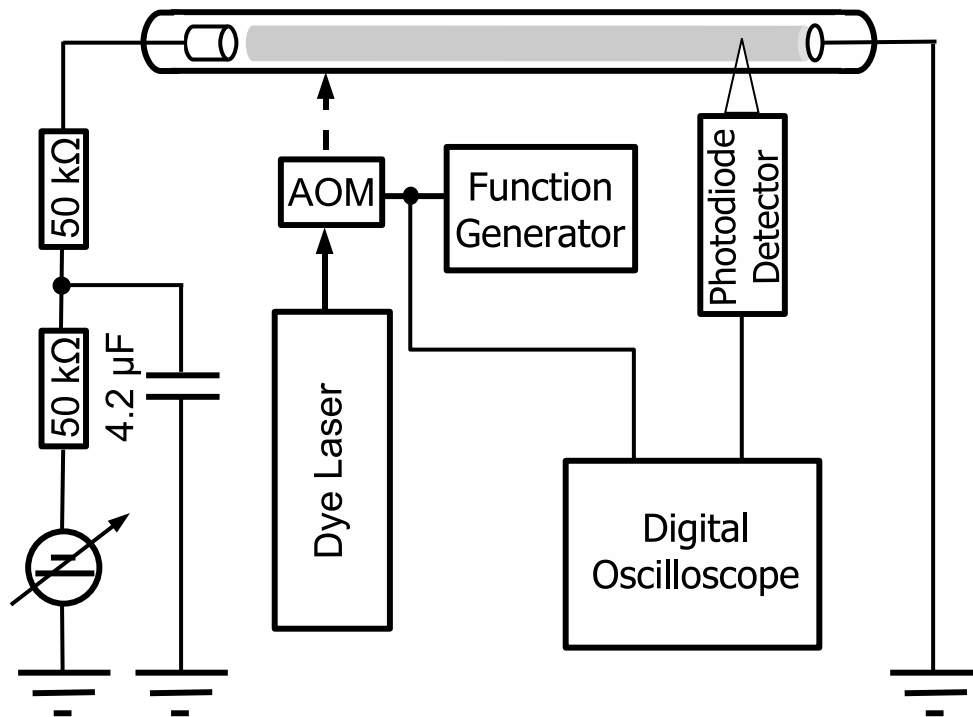 50 kΩ
50 kΩ
4.2 µF
AOM
Function
Generator
Photodiode
Detector
Dye Laser
Digital
Oscilloscope